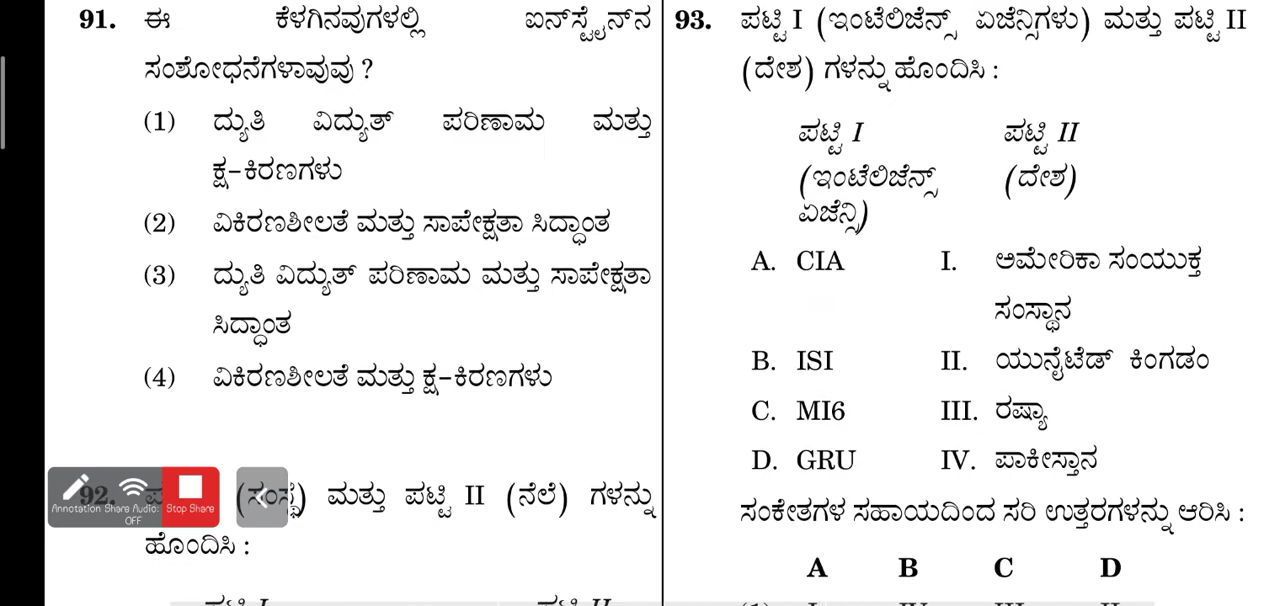 91. ಈ ಕೆಳಗಿನವುಗಳಲ್ಲಿ ಐನ್‌ಸ್ಟೈನ್‌ನ
ಸಂಶೋಧನೆಗಳಾವುವು ?
(1) ದ್ಯುತಿ ವಿದ್ಯುತ್ ಪರಿಣಾಮ ಮತ್ತು
ಕ್ಷ-ಕಿರಣಗಳು
(2) ವಿಕಿರಣಶೀಲತೆ ಮತ್ತು ಸಾಪೇಕ್ಷತಾ ಸಿದ್ಧಾಂತ
(3) ದ್ಯುತಿ ವಿದ್ಯುತ್ ಪರಿಣಾಮ ಮತ್ತು ಸಾಪೇಕ್ಷತಾ
ಸಿದ್ಧಾಂತ
(4) ವಿಕಿರಣಶೀಲತೆ ಮತ್ತು ಕ್ಷ-ಕಿರಣಗಳು
92. (ಸಂಸ್ಥೆ) ಮತ್ತು ಪಟ್ಟಿ II (ನೆಲೆ) ಗಳನ್ನು
ಹೊಂದಿಸಿ :
Annotation Share Audio: OFF
Stop Share
93. ಪಟ್ಟಿ I (ಇಂಟೆಲಿಜೆನ್ಸ್ ಏಜೆನ್ಸಿಗಳು) ಮತ್ತು ಪಟ್ಟಿ II
(ದೇಶ) ಗಳನ್ನು ಹೊಂದಿಸಿ :
ಪಟ್ಟಿ I ಪಟ್ಟಿ II
(ಇಂಟೆಲಿಜೆನ್ಸ್ (ದೇಶ)
ಏಜೆನ್ಸಿ)
A. CIA I. ಅಮೇರಿಕಾ ಸಂಯುಕ್ತ
ಸಂಸ್ಥಾನ
B. ISI II. ಯುನೈಟೆಡ್ ಕಿಂಗಡಂ
C. MI6 III. ರಷ್ಯಾ
D. GRU IV. ಪಾಕೀಸ್ತಾನ
ಸಂಕೇತಗಳ ಸಹಾಯದಿಂದ ಸರಿ ಉತ್ತರಗಳನ್ನು ಆರಿಸಿ :
A B C D